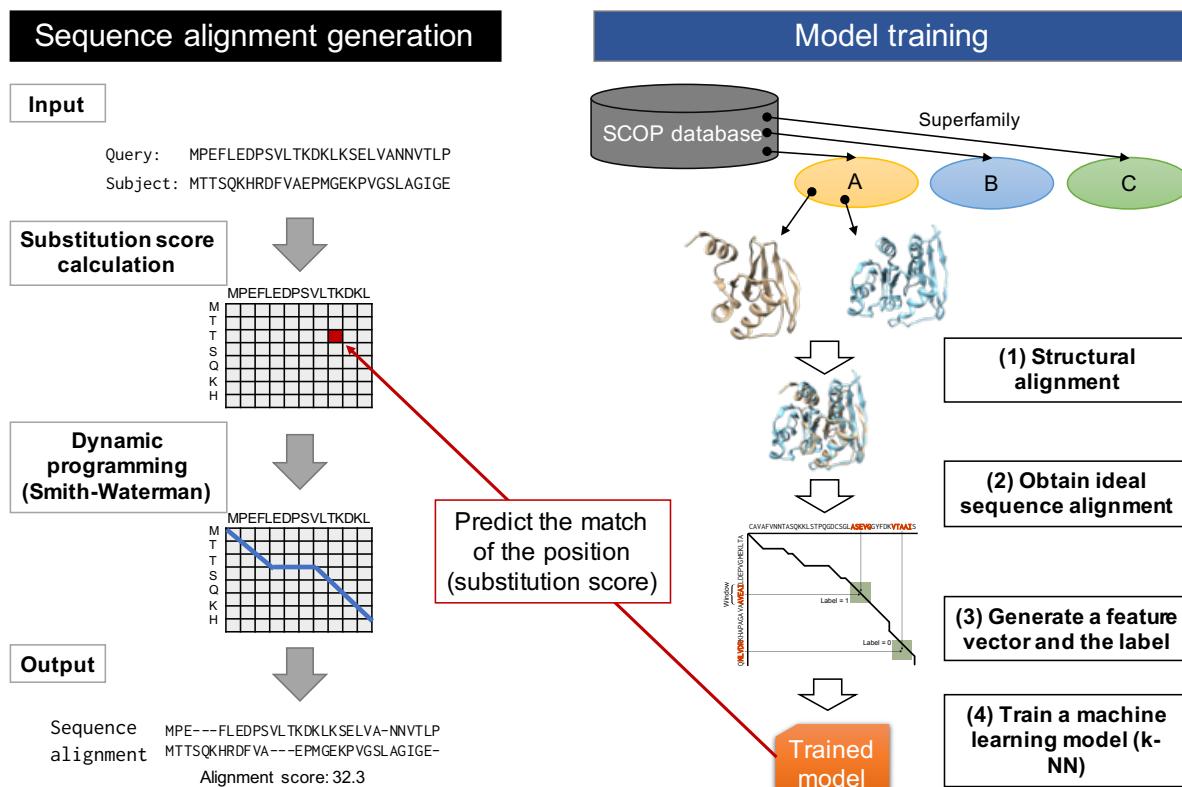 Sequence alignment generation
Input
Query: MPEFLEDPSVLTKDKLKSELVANNVTLP
Subject: MTTSQKHRDFVAEPMGEKPVGSLAGIGE
Substitution score
calculation
MPEFLEDPSVLTKDKL
M
T
T
S
Q
K
H
Dynamic
programming
(Smith-Waterman)
MPEFLEDPSVLTKDKL
M
T
T
S
Q
K
H
Output
Sequence
alignment
MPE---FLEDPSVLTKDKLKSELVA-NNVTLP
MTTSQKHRDFVA---EPMGEKPVGSLAGIGE-
Alignment score: 32.3
Predict the match
of the position
(substitution score)
Model training
SCOP database
Superfamily
A
B
C
(1) Structural
alignment
(2) Obtain ideal
sequence alignment
CAVAFVNNTASQKKLSTPQGDCSGLASEVGGYFDKVTAAIS
Window
Label = 1
Label = 0
(3) Generate a feature
vector and the label
(4) Train a machine
learning model (k-
NN)
Trained
model